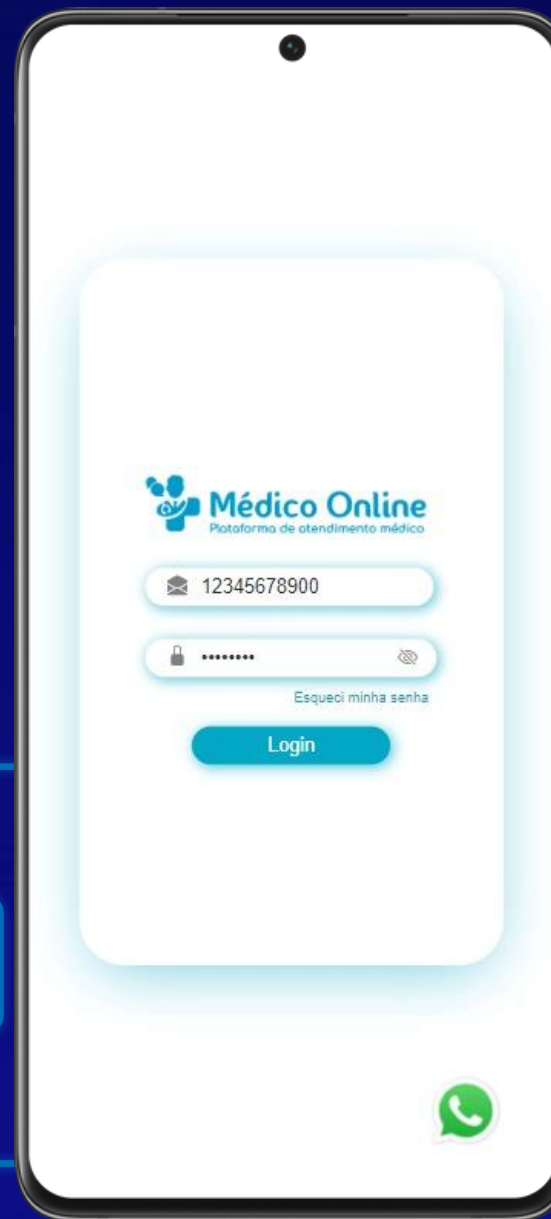 Médico Online
Plataforma de atendimento médico
12345678900
••••••••
Esqueci minha senha
Login